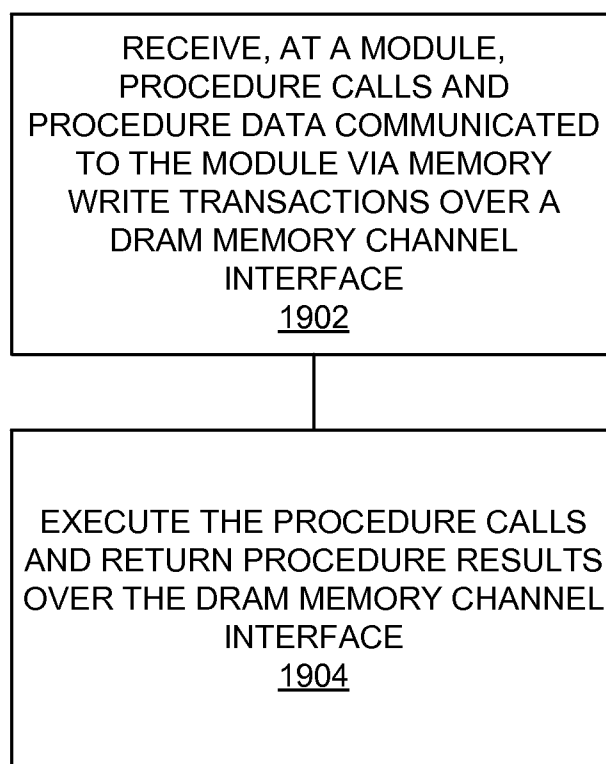 RECEIVE, AT A MODULE,
PROCEDURE CALLS AND
PROCEDURE DATA COMMUNICATED
TO THE MODULE VIA MEMORY
WRITE TRANSACTIONS OVER A
DRAM MEMORY CHANNEL
INTERFACE
1902
EXECUTE THE PROCEDURE CALLS
AND RETURN PROCEDURE RESULTS
OVER THE DRAM MEMORY CHANNEL
INTERFACE
1904